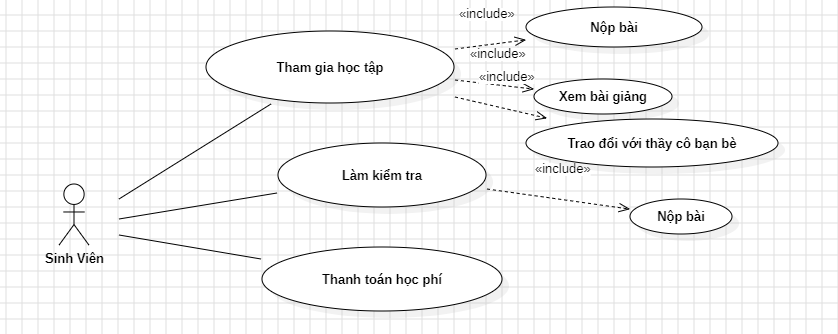 «include»
Nộp bài
«include»
Tham gia học tập
«include»
Xem bài giảng
Trao đổi với thầy cô bạn bè
«include»
Làm kiểm tra
Nộp bài
Sinh Viên
Thanh toán học phí